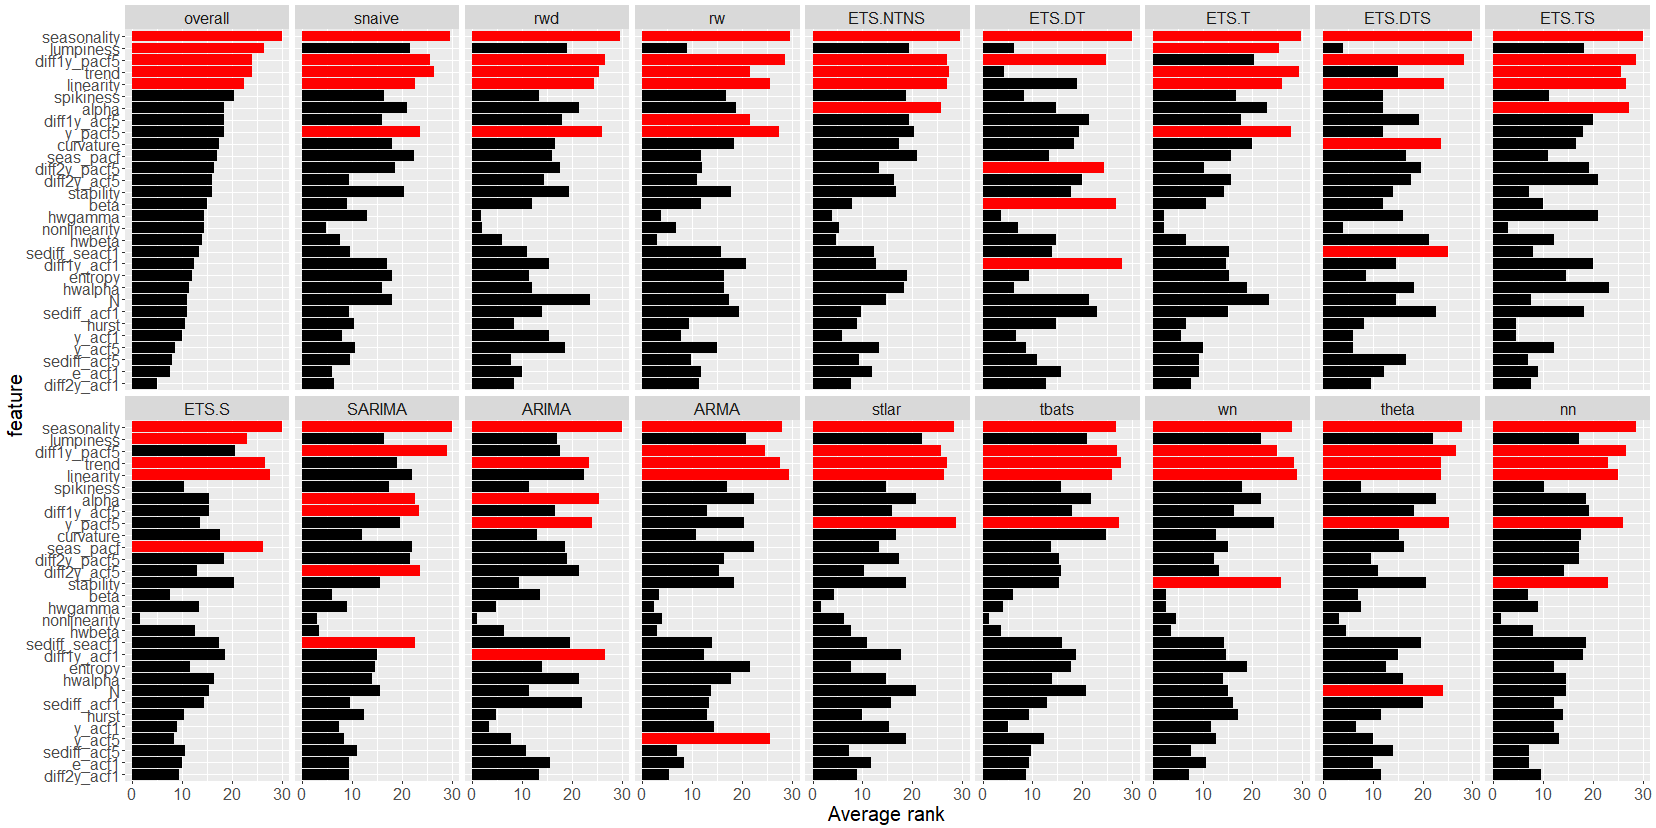 overall snaive rwd rw ETS.NTNS ETS.DT ETS.T ETS.DTS ETS.TS
seasonality
lumpiness
diff1y_pacf5
trend
linearity
spikiness
alpha
diff1y_acf5
y_pacf5
curvature
seas_pacf
diff2y_pacf5
diff2y_acf5
stability
beta
hwgamma
nonlinearity
hwbeta
sediff_seacf1
diff1y_acf1
entropy
hwalpha
N
sediff_acf1
hurst
y_acf1
y_acf5
sediff_acf5
e_acf1
diff2y_acf1
feature
ETS.S SARIMA ARIMA ARMA stlar tbats wn theta nn
seasonality
lumpiness
diff1y_pacf5
trend
linearity
spikiness
alpha
diff1y_acf5
y_pacf5
curvature
seas_pacf
diff2y_pacf5
diff2y_acf5
stability
beta
hwgamma
nonlinearity
hwbeta
sediff_seacf1
diff1y_acf1
entropy
hwalpha
N
sediff_acf1
hurst
y_acf1
y_acf5
sediff_acf5
e_acf1
diff2y_acf1
0 10 20 30 0 10 20 30 0 10 20 30 0 10 20 30 0 10 20 30 0 10 20 30 0 10 20 30 0 10 20 30 0 10 20 30
Average rank